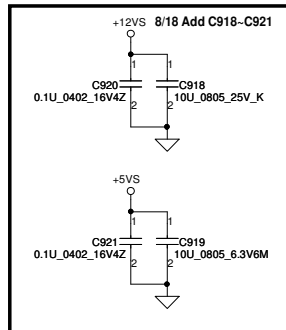 +12VS 8/18 Add C918~C921
1 1
C920 C918
0.1U_0402_16V4Z 10U_0805_25V_K
2 2
+5VS
1 1
C921 C919
0.1U_0402_16V4Z 10U_0805_6.3V6M
2 2